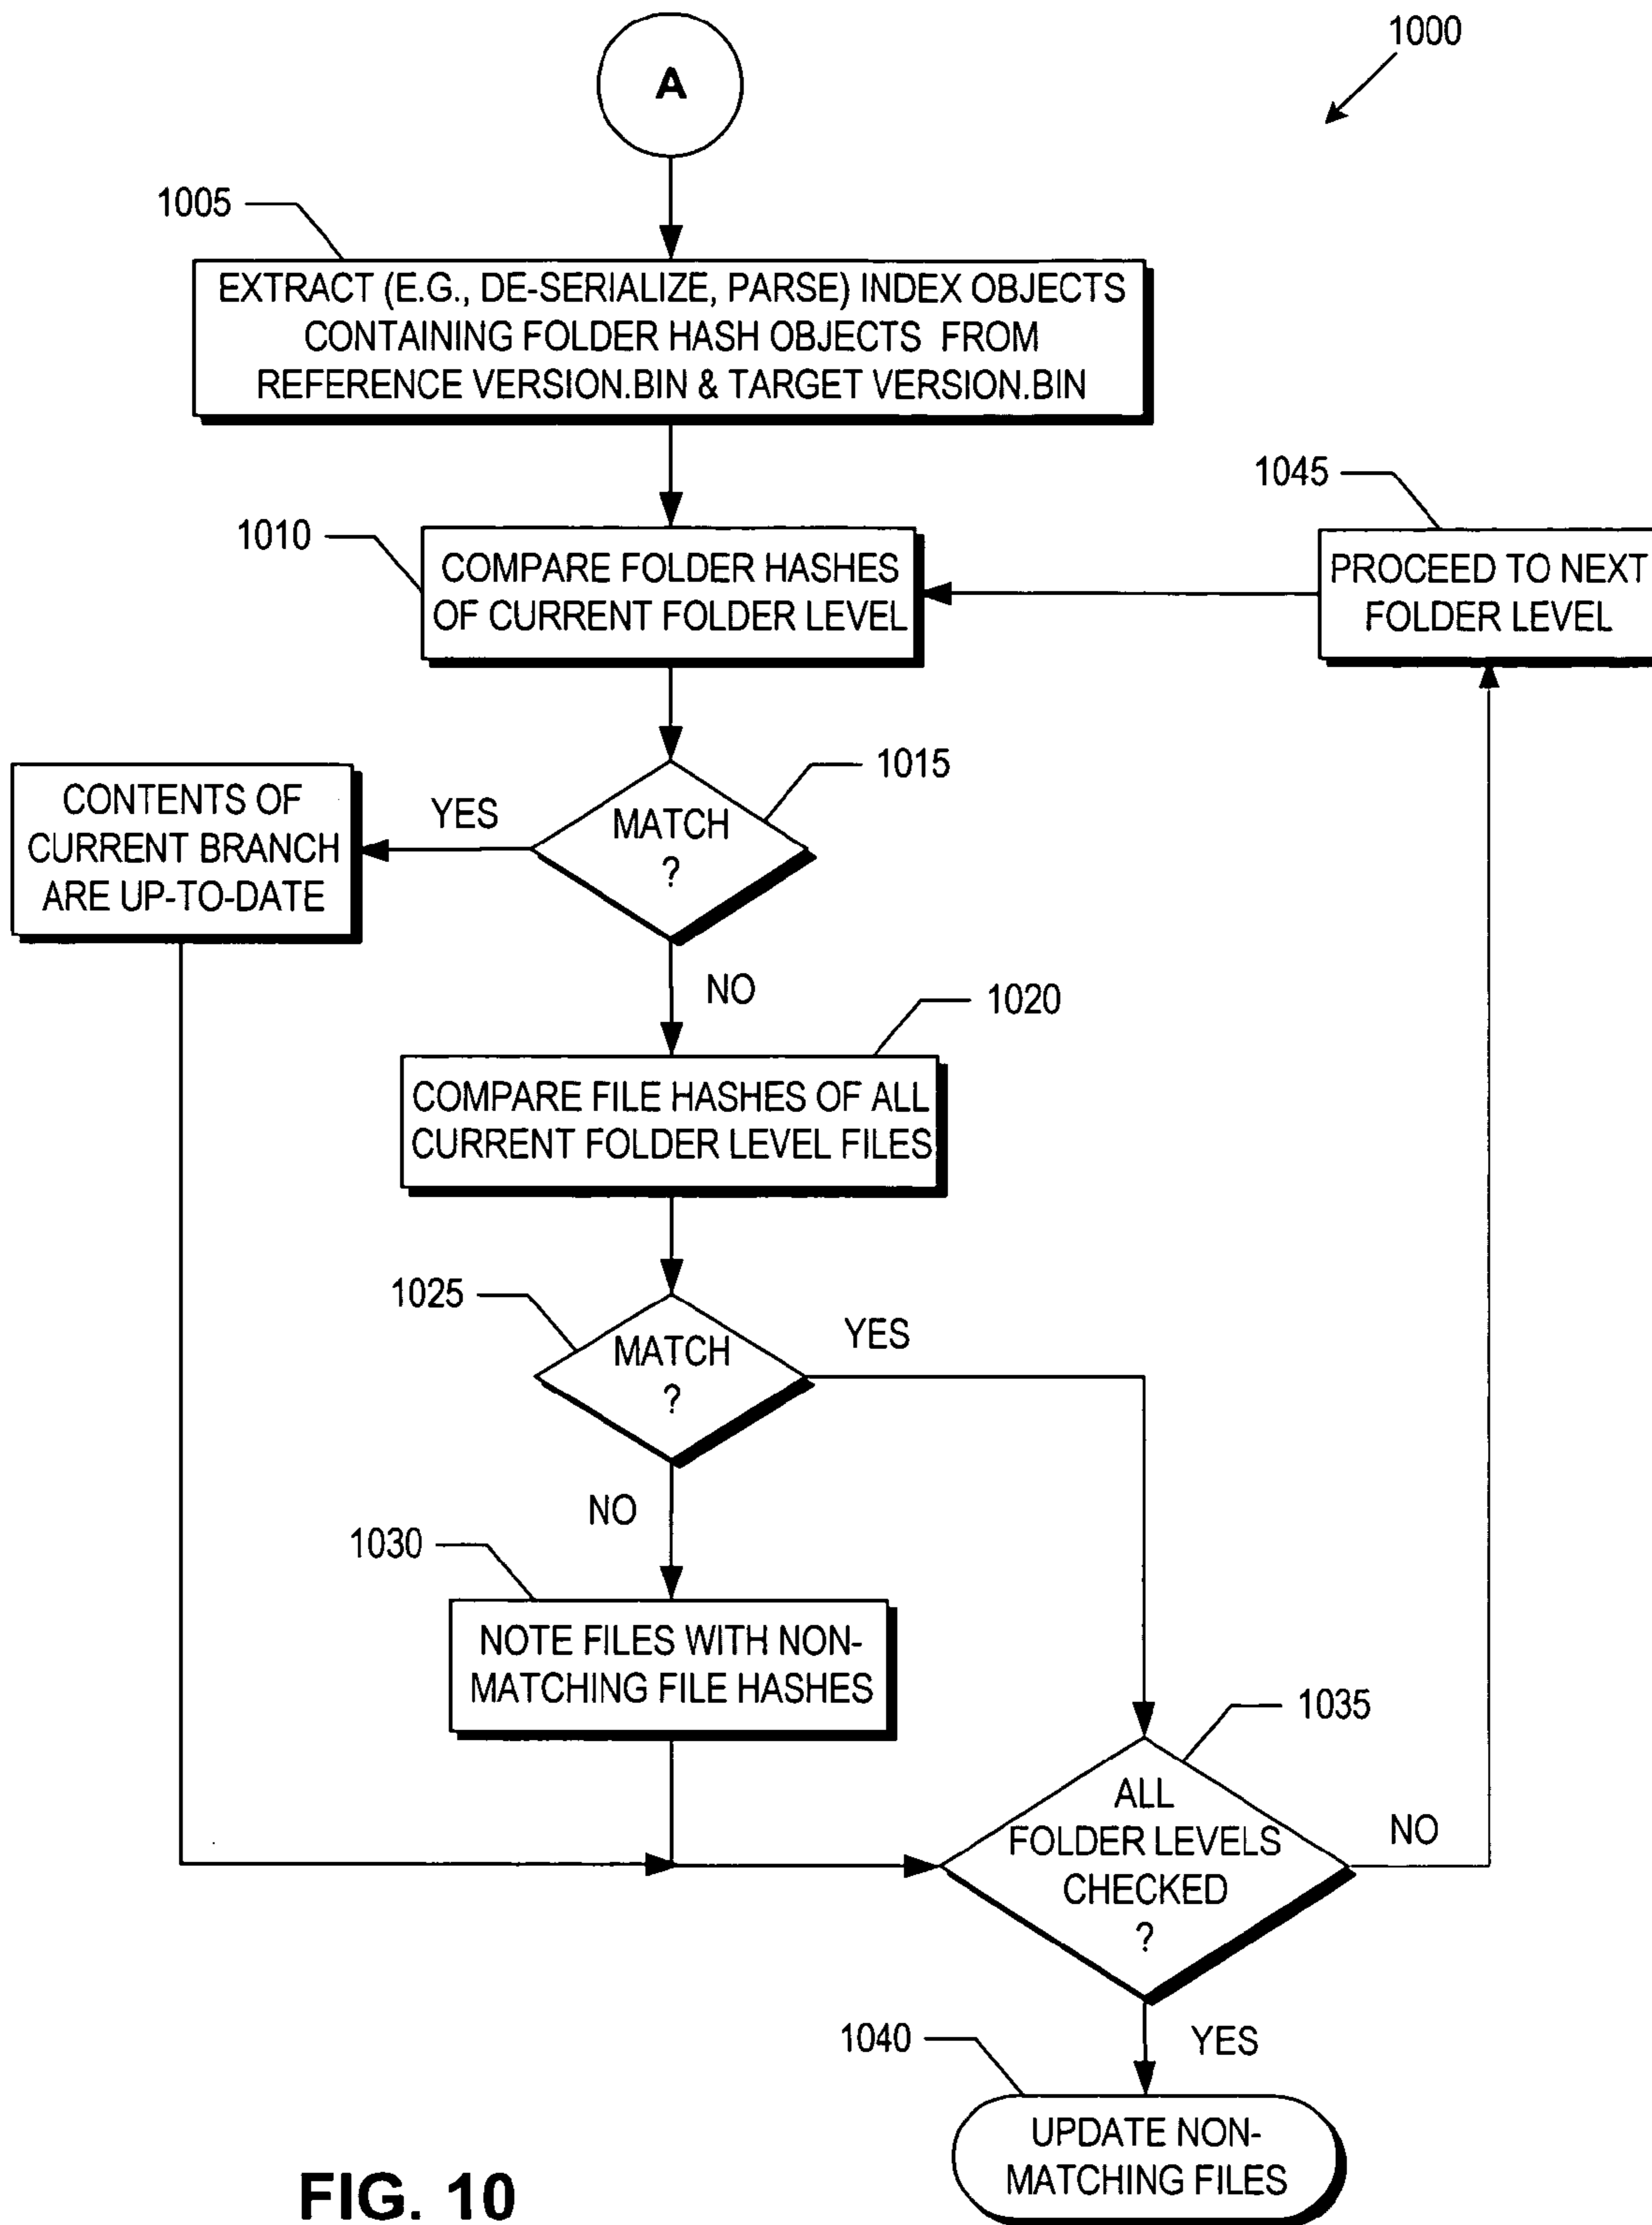 A
1000
1005
EXTRACT (E.G., DE-SERIALIZE, PARSE) INDEX OBJECTS
CONTAINING FOLDER HASH OBJECTS FROM
REFERENCE VERSION.BIN & TARGET VERSION.BIN
1010
COMPARE FOLDER HASHES
OF CURRENT FOLDER LEVEL
1045
PROCEED TO NEXT
FOLDER LEVEL
1015
MATCH
?
YES
CONTENTS OF
CURRENT BRANCH
ARE UP-TO-DATE
NO
1020
COMPARE FILE HASHES OF ALL
CURRENT FOLDER LEVEL FILES
1025
MATCH
?
YES
NO
1030
NOTE FILES WITH NON-
MATCHING FILE HASHES
1035
ALL
FOLDER LEVELS
CHECKED
?
NO
YES
1040
UPDATE NON-
MATCHING FILES
FIG. 10